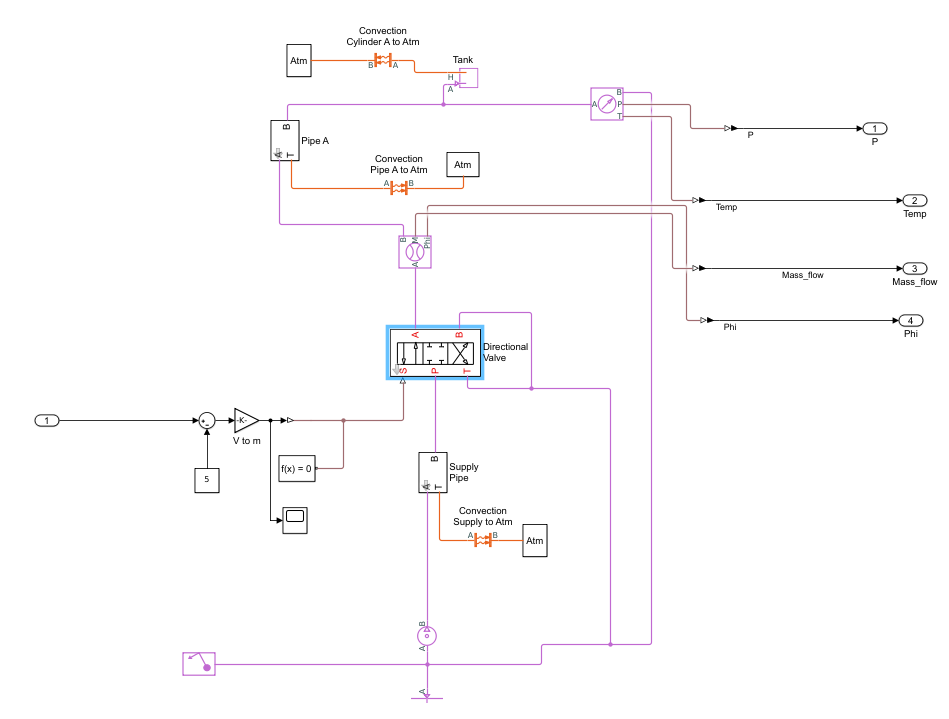 Convection
Cylinder A to Atm
Atm
B
A
Tank
H
A
A
B
P
T
B
A
T
Pipe A
P
1
P
Convection
Pipe A to Atm
Atm
A
B
Temp
2
Temp
B
M
Phi
A
Mass_flow
3
Mass_flow
Phi
4
Phi
A
B
S
P
T
Directional
Valve
1
+
-
-K-
V to m
5
f(x) = 0
B
A
T
Supply
Pipe
Convection
Supply to Atm
A
B
Atm
B
A
A